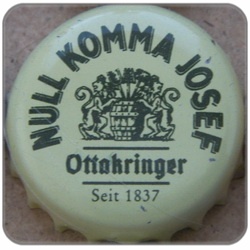 NULL KOMMA JOSEF
Ottakringer
Seit 1837